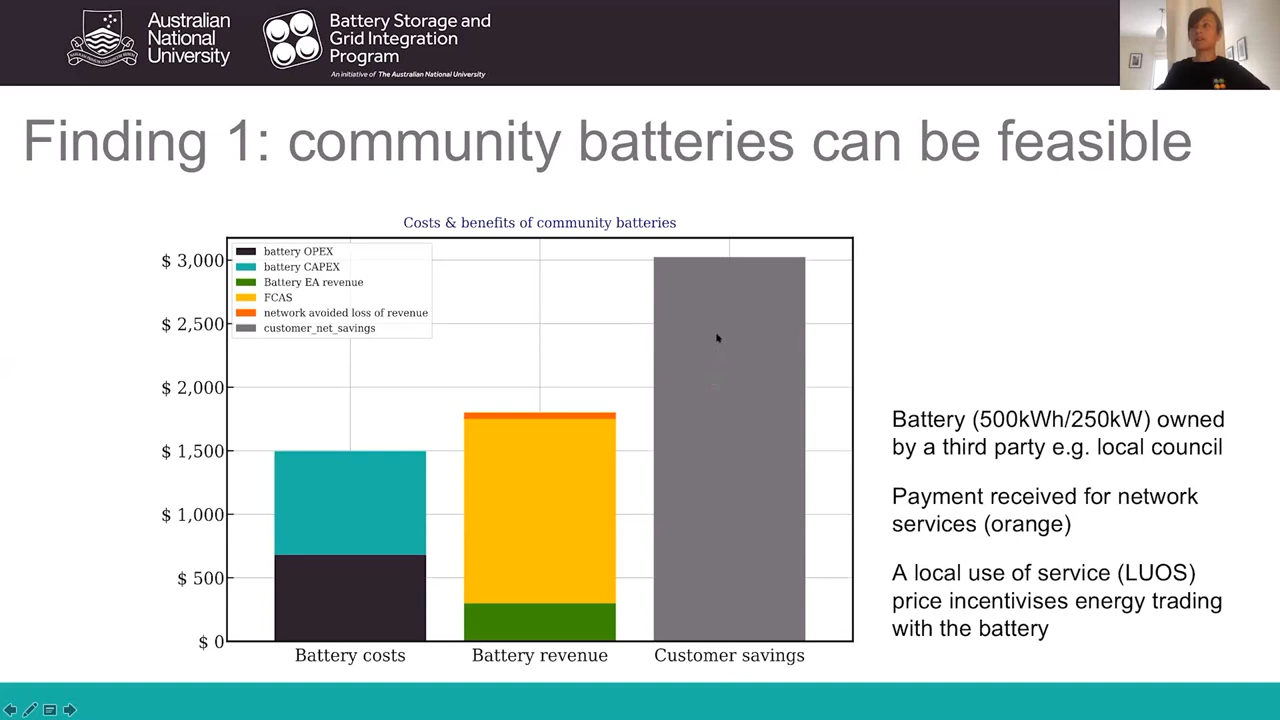 Australian
National
University
Battery Storage and
Grid Integration
Program
An initiative of The Australian National University
Finding 1: community batteries can be feasible
Costs & benefits of community batteries
battery OPEX
battery CAPEX
Battery EA revenue
FCAS
network avoided loss of revenue
customer_net_savings
$ 3,000
$ 2,500
$ 2,000
$ 1,500
$ 1,000
$ 500
$ 0
Battery costs
Battery revenue
Customer savings
Battery (500kWh/250kW) owned
by a third party e.g. local council
Payment received for network
services (orange)
A local use of service (LUOS)
price incentivises energy trading
with the battery